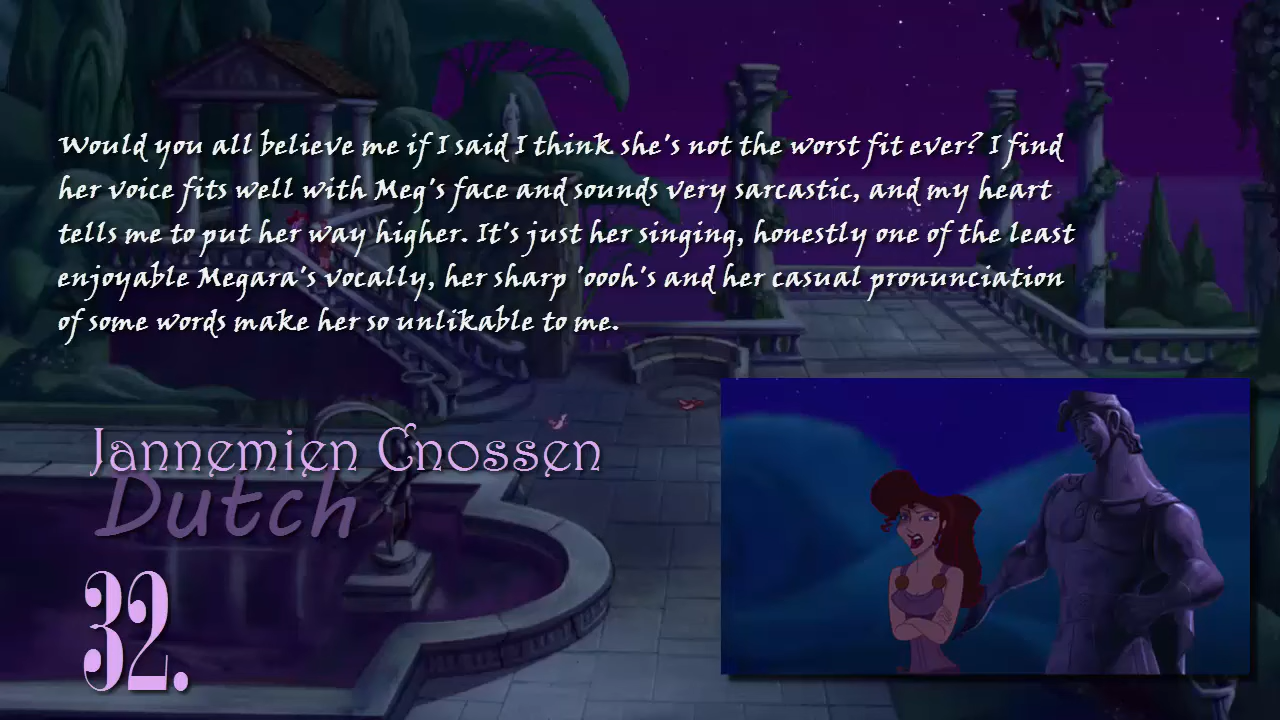 Would you all believe me if I said I think she's not the worst fit ever? I find
her voice fits well with Meg's face and sounds very sarcastic, and my heart
tells me to put her way higher. It's just her singing, honestly one of the least
enjoyable Megara's vocally, her sharp 'oooh's and her casual pronunciation
of some words make her so unlikable to me.
Jannemien Cnossen
Dutch
32.